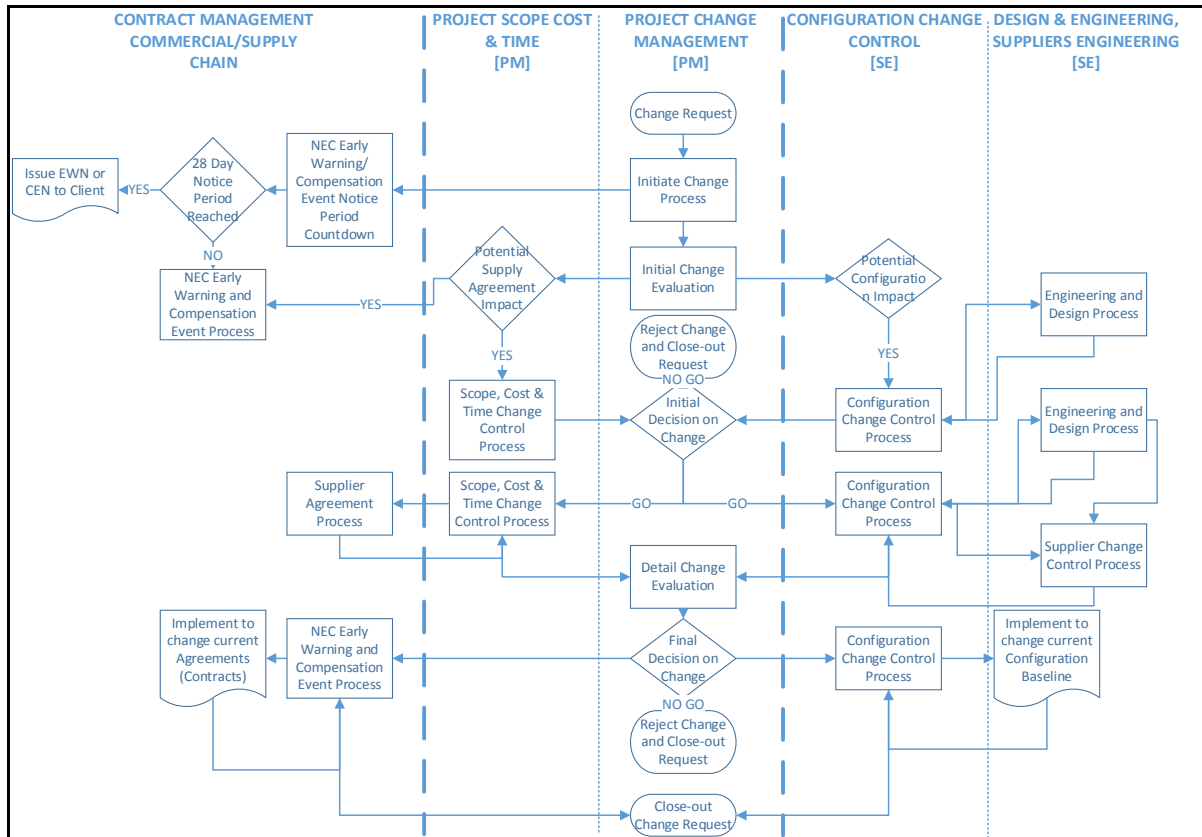 CONTRACT MANAGEMENT
COMMERCIAL/SUPPLY
CHAIN
PROJECT SCOPE COST
& TIME
[PM]
PROJECT CHANGE
MANAGEMENT
[PM]
CONFIGURATION CHANGE
CONTROL
[SE]
DESIGN & ENGINEERING,
SUPPLIERS ENGINEERING
[SE]
Change Request
Issue EWN or
CEN to Client
YES
28 Day
Notice
Period
Reached
NEC Early
Warning/
Compensation
Event Notice
Period
Countdown
Initiate Change
Process
NO
NEC Early
Warning and
Compensation
Event Process
YES
Potential
Supply
Agreement
Impact
Initial Change
Evaluation
Potential
Configuratio
n Impact
Engineering and
Design Process
YES
Reject Change
and Close-out
Request
YES
NO GO
Scope, Cost &
Time Change
Control
Process
Initial
Decision on
Change
Configuration
Change Control
Process
Engineering and
Design Process
Supplier
Agreement
Process
Scope, Cost &
Time Change
Control Process
GO
GO
Configuration
Change Control
Process
Supplier Change
Control Process
Detail Change
Evaluation
Implement to
change current
Agreements
(Contracts)
NEC Early
Warning and
Compensation
Event Process
Final
Decision on
Change
Configuration
Change Control
Process
Implement to
change current
Configuration
Baseline
NO GO
Reject Change
and Close-out
Request
Close-out
Change Request